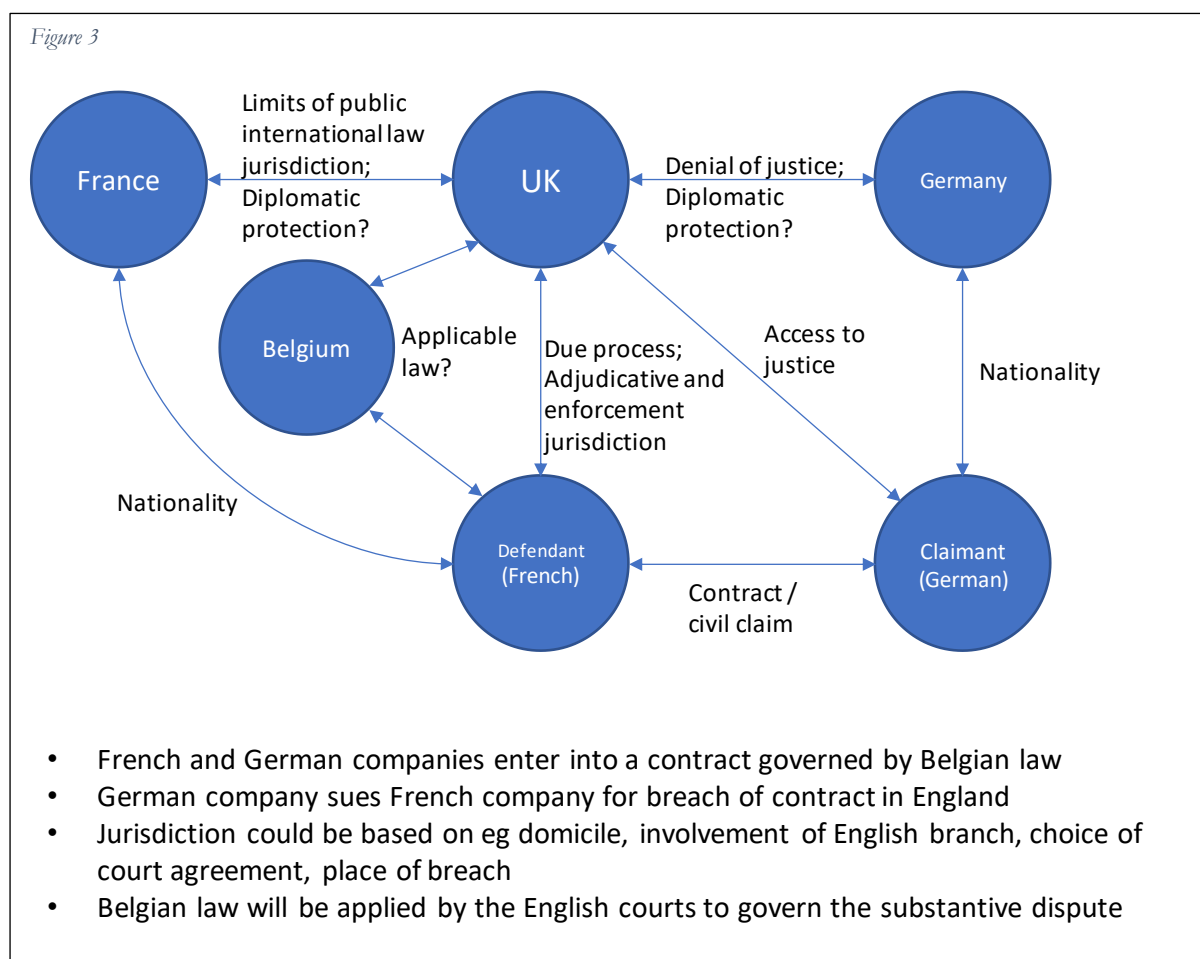 Figure 3
Limits of public
international law
jurisdiction;
Diplomatic
protection?
France
UK
Denial of justice;
Diplomatic
protection?
Germany
Belgium
Applicable
law?
Due process;
Adjudicative and
enforcement
jurisdiction
Access to
justice
Nationality
Nationality
Defendant
(French)
Contract /
civil claim
Claimant
(German)
• French and German companies enter into a contract governed by Belgian law
• German company sues French company for breach of contract in England
• Jurisdiction could be based on eg domicile, involvement of English branch, choice of
court agreement, place of breach
• Belgian law will be applied by the English courts to govern the substantive dispute